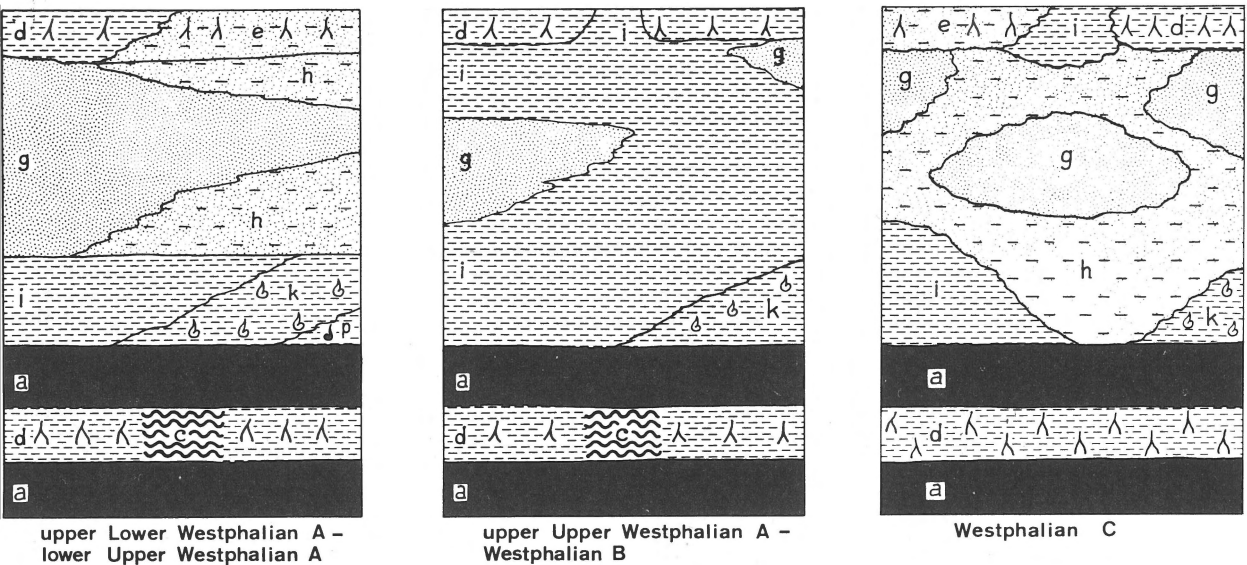 d e
h
g
h
i k
p
a
d c
a
upper Lower Westphalian A –
lower Upper Westphalian A
d i
g
i
g
i
k
a
d c
a
upper Upper Westphalian A –
Westphalian B
e i d
g g
g
h
i
k
a
d
a
Westphalian C